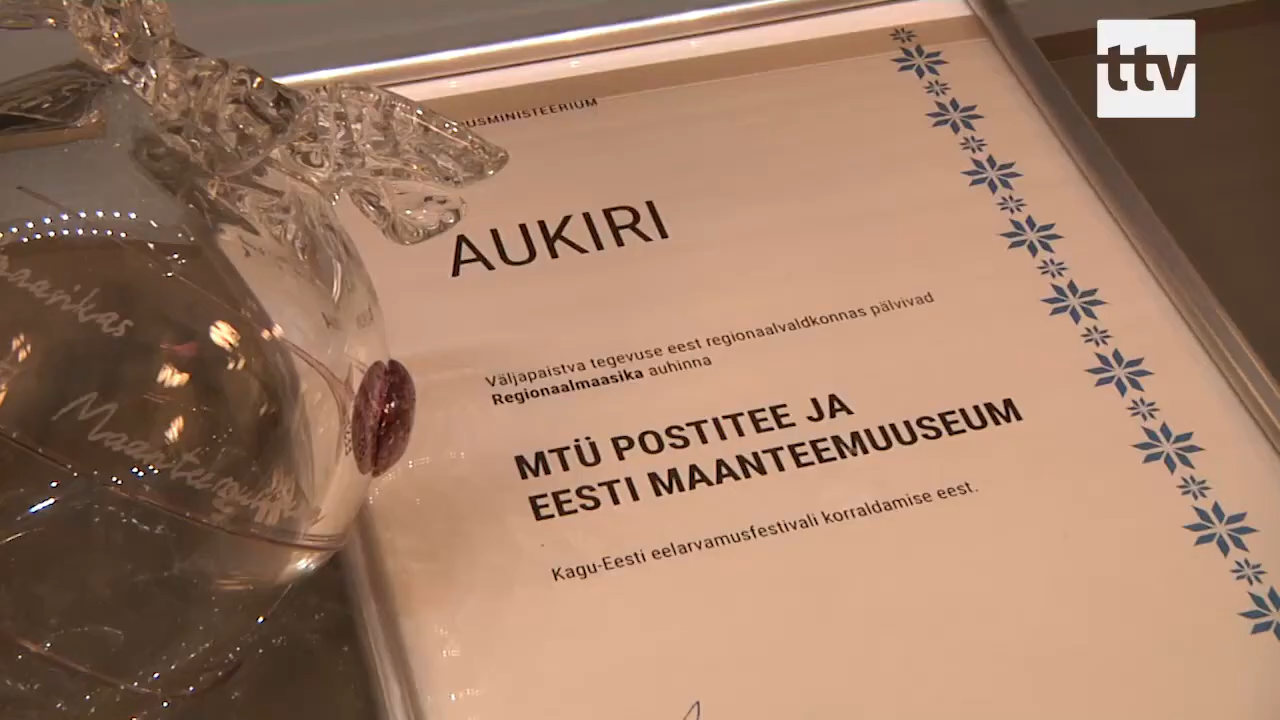 ttv
USMINISTEERIUM
AUKIRI
Väljapaistva tegevuse eest regionaalvaldkonnas pälvivad
Regionaalmaasika auhinna
MTÜ POSTITEE JA
EESTI MAANTEEMUUSEUM
Kagu-Eesti eelarvamusfestivali korraldamise eest.